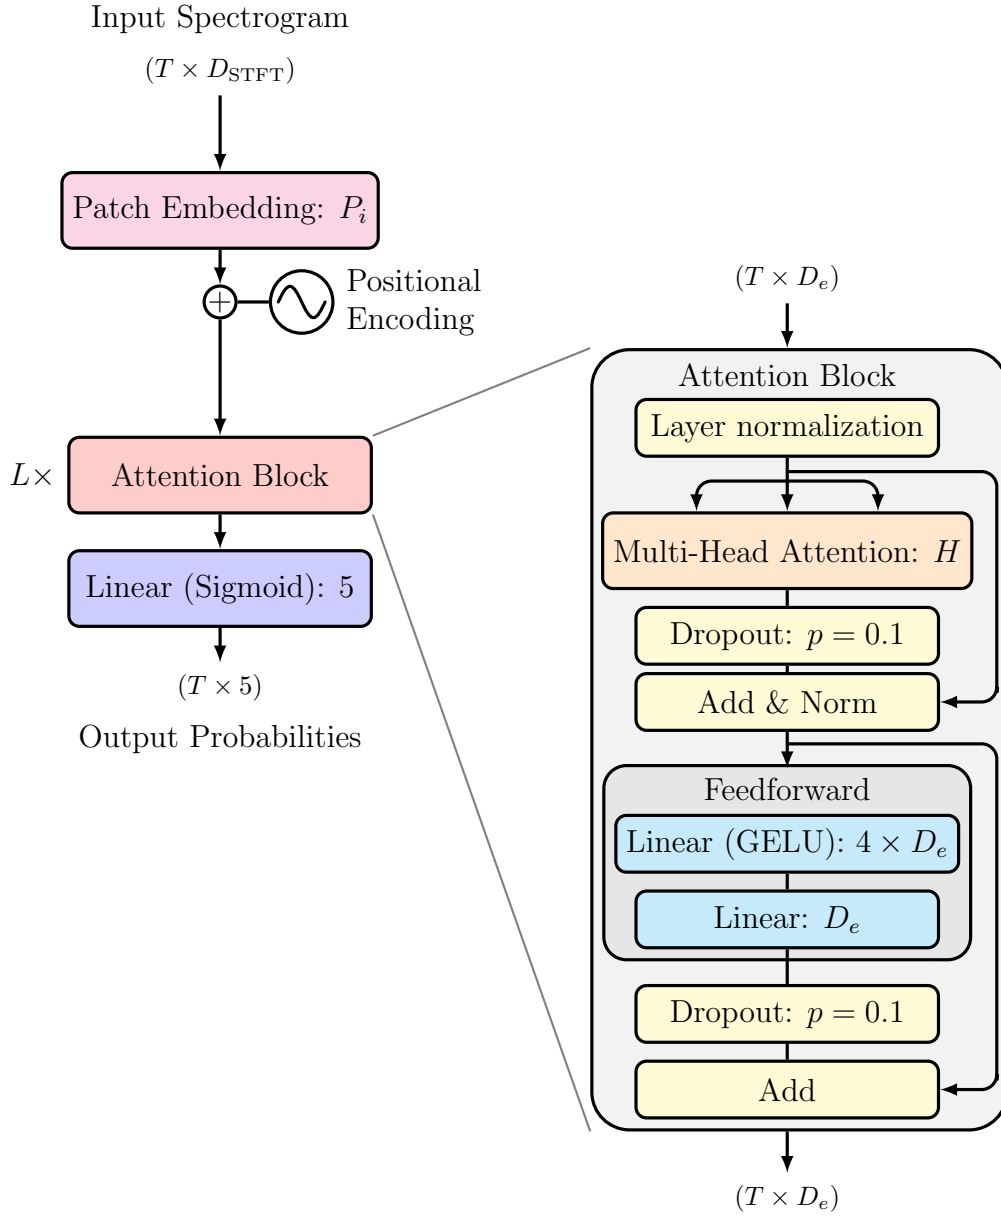 Input Spectrogram
(T × D_STFT)
Patch Embedding: P_i
+
Positional
Encoding
L×
Attention Block
Linear (Sigmoid): 5
(T × 5)
Output Probabilities
(T × D_e)
Attention Block
Layer normalization
Multi-Head Attention: H
Dropout: p = 0.1
Add & Norm
Feedforward
Linear (GELU): 4 × D_e
Linear: D_e
Dropout: p = 0.1
Add
(T × D_e)